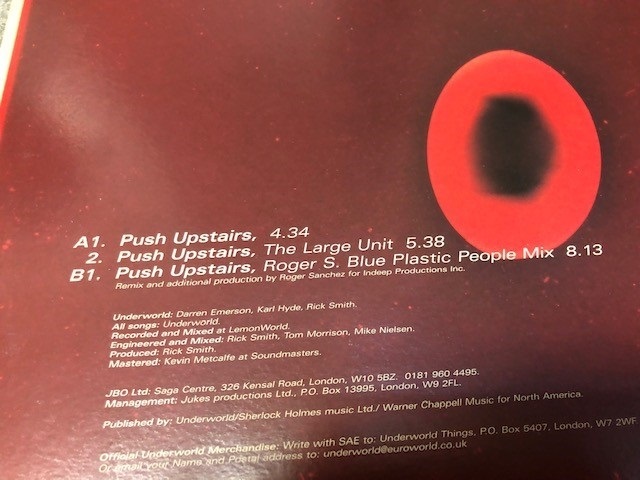 A1. Push Upstairs, 4.34
2. Push Upstairs, The Large Unit 5.38
B1. Push Upstairs, Roger S. Blue Plastic People Mix 8.13
Remix and additional production by Roger Sanchez for Indeep Productions Inc.
Underworld: Darren Emerson, Karl Hyde, Rick Smith.
All songs: Underworld.
Recorded and Mixed at LemonWorld.
Engineered and Mixed: Rick Smith, Tom Morrison, Mike Nielsen.
Produced: Rick Smith.
Mastered: Kevin Metcalfe at Soundmasters.
JBO Ltd: Saga Centre, 326 Kensal Road, London, W10 5BZ. 0181 960 4495.
Management: Jukes productions Ltd., P.O. Box 13995, London, W9 2FL.
Published by: Underworld/Sherlock Holmes music Ltd./ Warner Chappell Music for North America.
Official Underworld Merchandise: Write with SAE to: Underworld Things, P.O. Box 5407, London, W7 2WF
Or email your Name and Postal address to: underworld@euroworld.co.uk